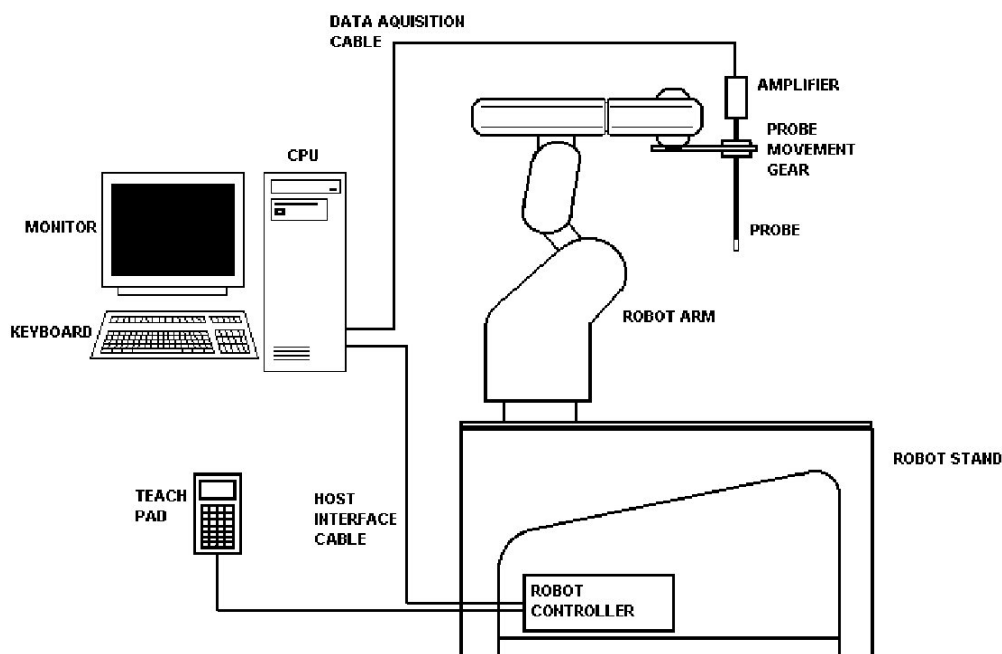 DATA AQUISITION
CABLE
AMPLIFIER
PROBE
MOVEMENT
GEAR
CPU
MONITOR
PROBE
KEYBOARD
ROBOT ARM
ROBOT STAND
TEACH
PAD
HOST
INTERFACE
CABLE
ROBOT
CONTROLLER